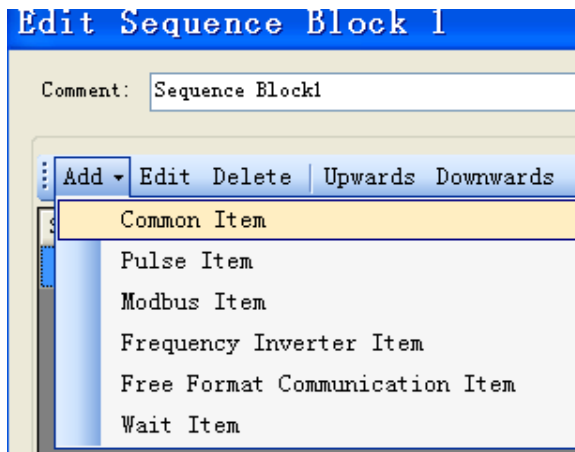 Edit Sequence Block 1
Comment: Sequence Block1
Add Edit Delete Upwards Downwards
Common Item
Pulse Item
Modbus Item
Frequency Inverter Item
Free Format Communication Item
Wait Item